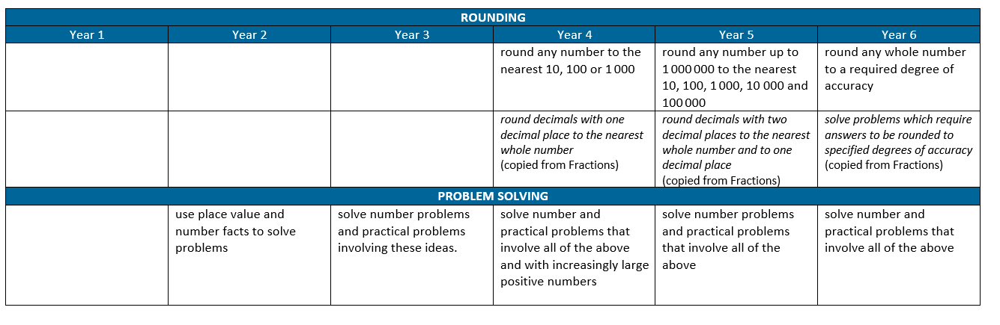 ROUNDING
Year 1 Year 2 Year 3 Year 4 Year 5 Year 6
round any number to the
nearest 10, 100 or 1 000
round any number up to
1 000 000 to the nearest
10, 100, 1 000, 10 000 and
100 000
round any whole number
to a required degree of
accuracy
round decimals with one
decimal place to the nearest
whole number
(copied from Fractions)
round decimals with two
decimal places to the nearest
whole number and to one
decimal place
(copied from Fractions)
solve problems which require
answers to be rounded to
specified degrees of accuracy
(copied from Fractions)
PROBLEM SOLVING
use place value and
number facts to solve
problems
solve number problems
and practical problems
involving these ideas.
solve number and
practical problems that
involve all of the above
and with increasingly large
positive numbers
solve number problems
and practical problems
that involve all of the
above
solve number and
practical problems that
involve all of the above